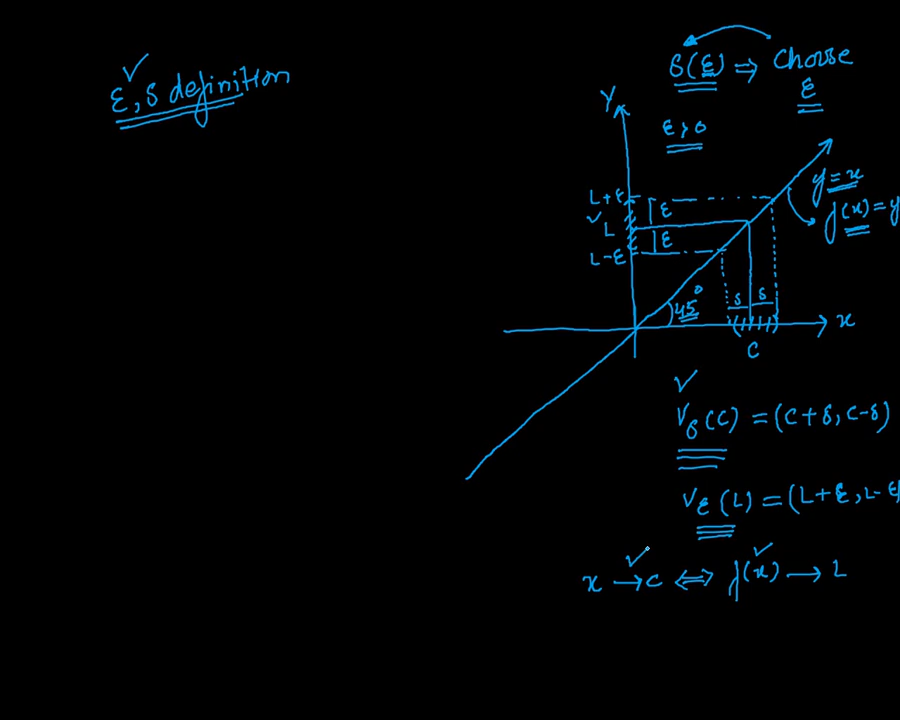 ε, δ definition
δ(ε) ⇒ Choose
ε
ε > 0
Y
y = x
f(x) = y
L+ε
ε
L
ε
L-ε
45°
δ δ
x
C
V_δ(C) = (C+δ, C-δ)
V_ε(L) = (L+ε, L-ε)
x → C ⇔ f(x) → L